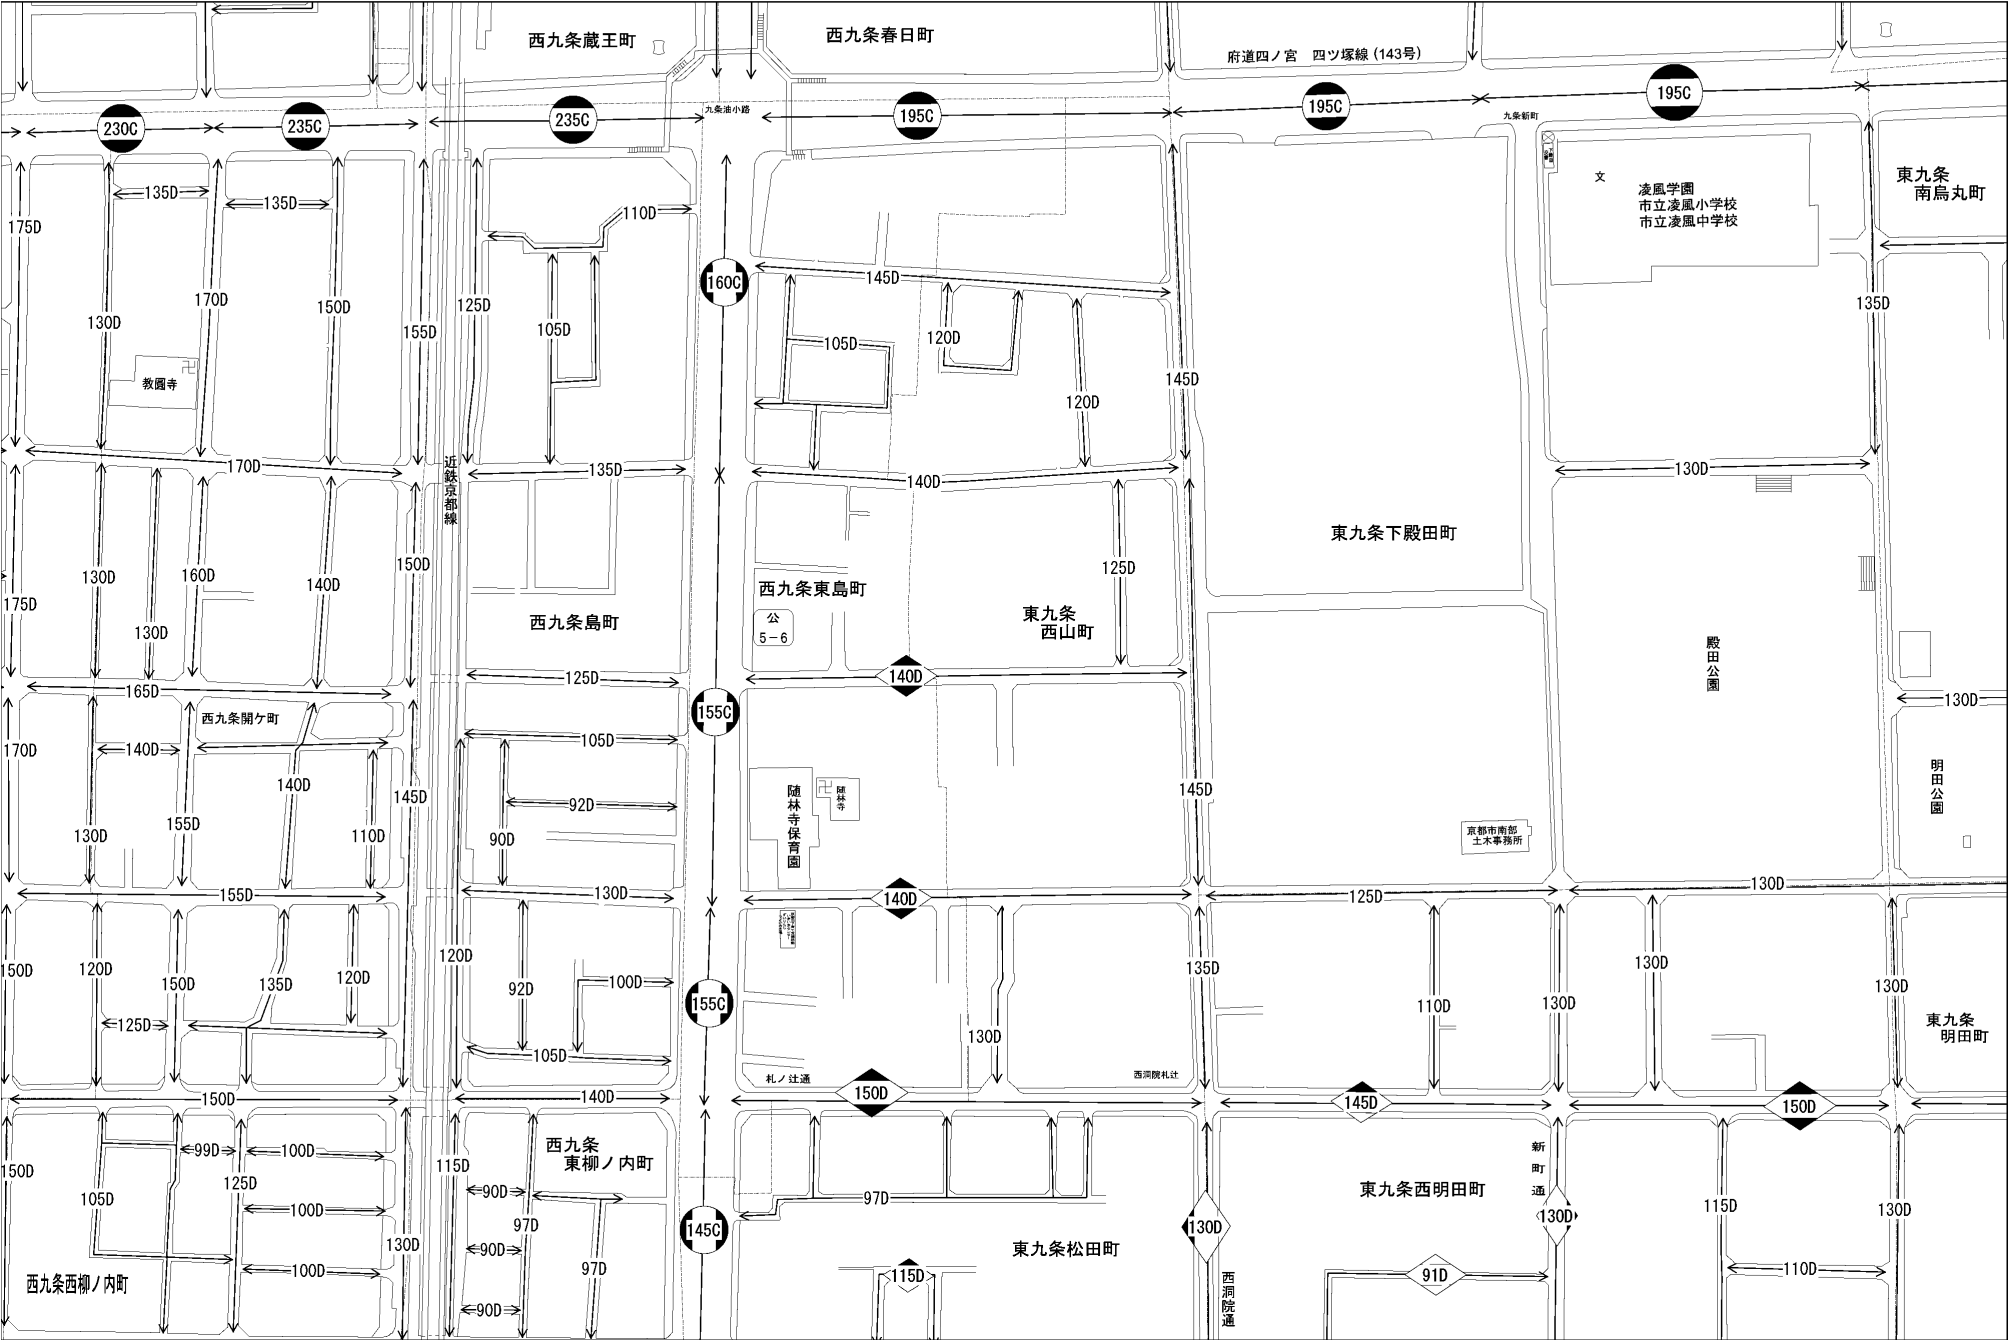 西九条蔵王町
西九条春日町
府道四ノ宮　四ツ塚線(143号)
九条油小路
九条新町
230C
235C
235C
195C
195C
195C
文
凌風学園
市立凌風小学校
市立凌風中学校
東九条
南烏丸町
135D
135D
110D
175D
160C
145D
130D
170D
150D
155D
125D
105D
105D
120D
135D
教圓寺
145D
120D
170D
135D
140D
130D
近鉄京都線
東九条下殿田町
175D
130D
160D
140D
150D
130D
125D
西九条東島町
公
5-6
西九条島町
東九条
西山町
殿田公園
165D
125D
140D
130D
西九条開ケ町
155C
170D
140D
105D
140D
145D
92D
145D
130D
155D
110D
90D
随林寺保育園
随林寺
明田公園
京都市南部
土木事務所
155D
130D
140D
125D
130D
150D
120D
150D
135D
120D
120D
92D
100D
155C
135D
110D
130D
130D
130D
125D
105D
130D
東九条
明田町
札ノ辻通
西洞院札辻
150D
140D
150D
145D
150D
西九条
東柳ノ内町
新町通
150D
105D
99D
100D
125D
115D
90D
97D
97D
東九条西明田町
100D
130D
90D
97D
145C
130D
130D
115D
130D
東九条松田町
西九条西柳ノ内町
100D
90D
115D
91D
110D
西洞院通